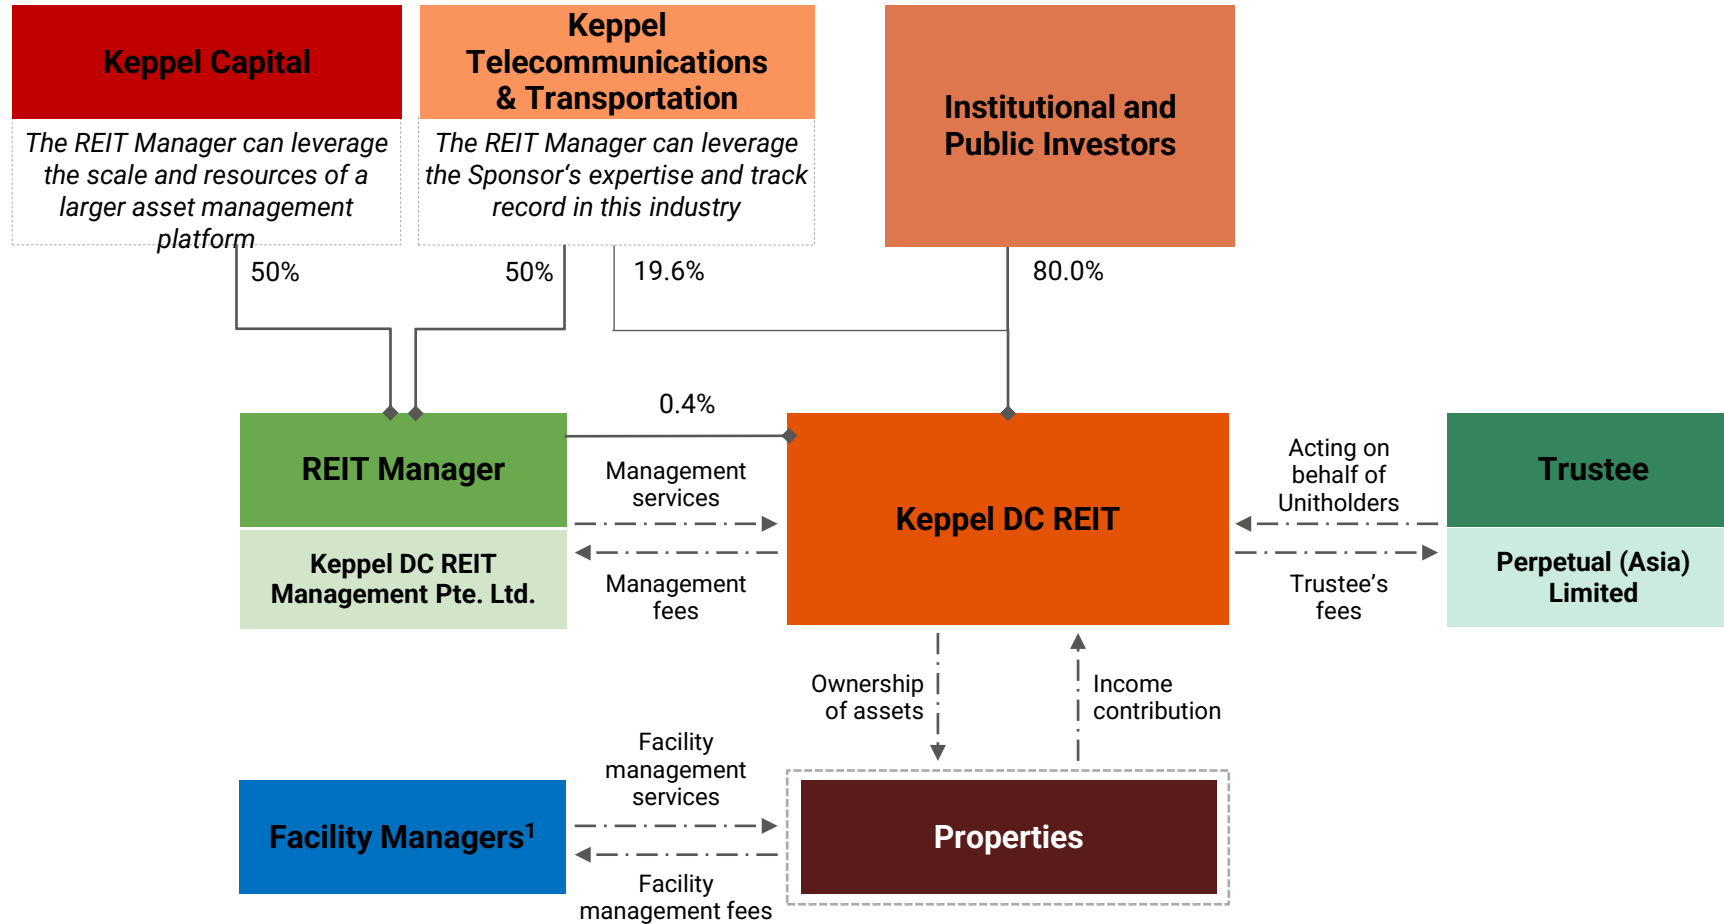 Keppel Capital
Keppel
Telecommunications
& Transportation
Institutional and
Public Investors
The REIT Manager can leverage
the scale and resources of a
larger asset management
platform
The REIT Manager can leverage
the Sponsor‘s expertise and track
record in this industry
50%
50%
19.6%
80.0%
0.4%
REIT Manager
Keppel DC REIT
Management Pte. Ltd.
Management
services
Management
fees
Keppel DC REIT
Acting on
behalf of
Unitholders
Trustee’s
fees
Trustee
Perpetual (Asia)
Limited
Ownership
of assets
Income
contribution
Facility
management
services
Facility Managers¹
Facility
management fees
Properties